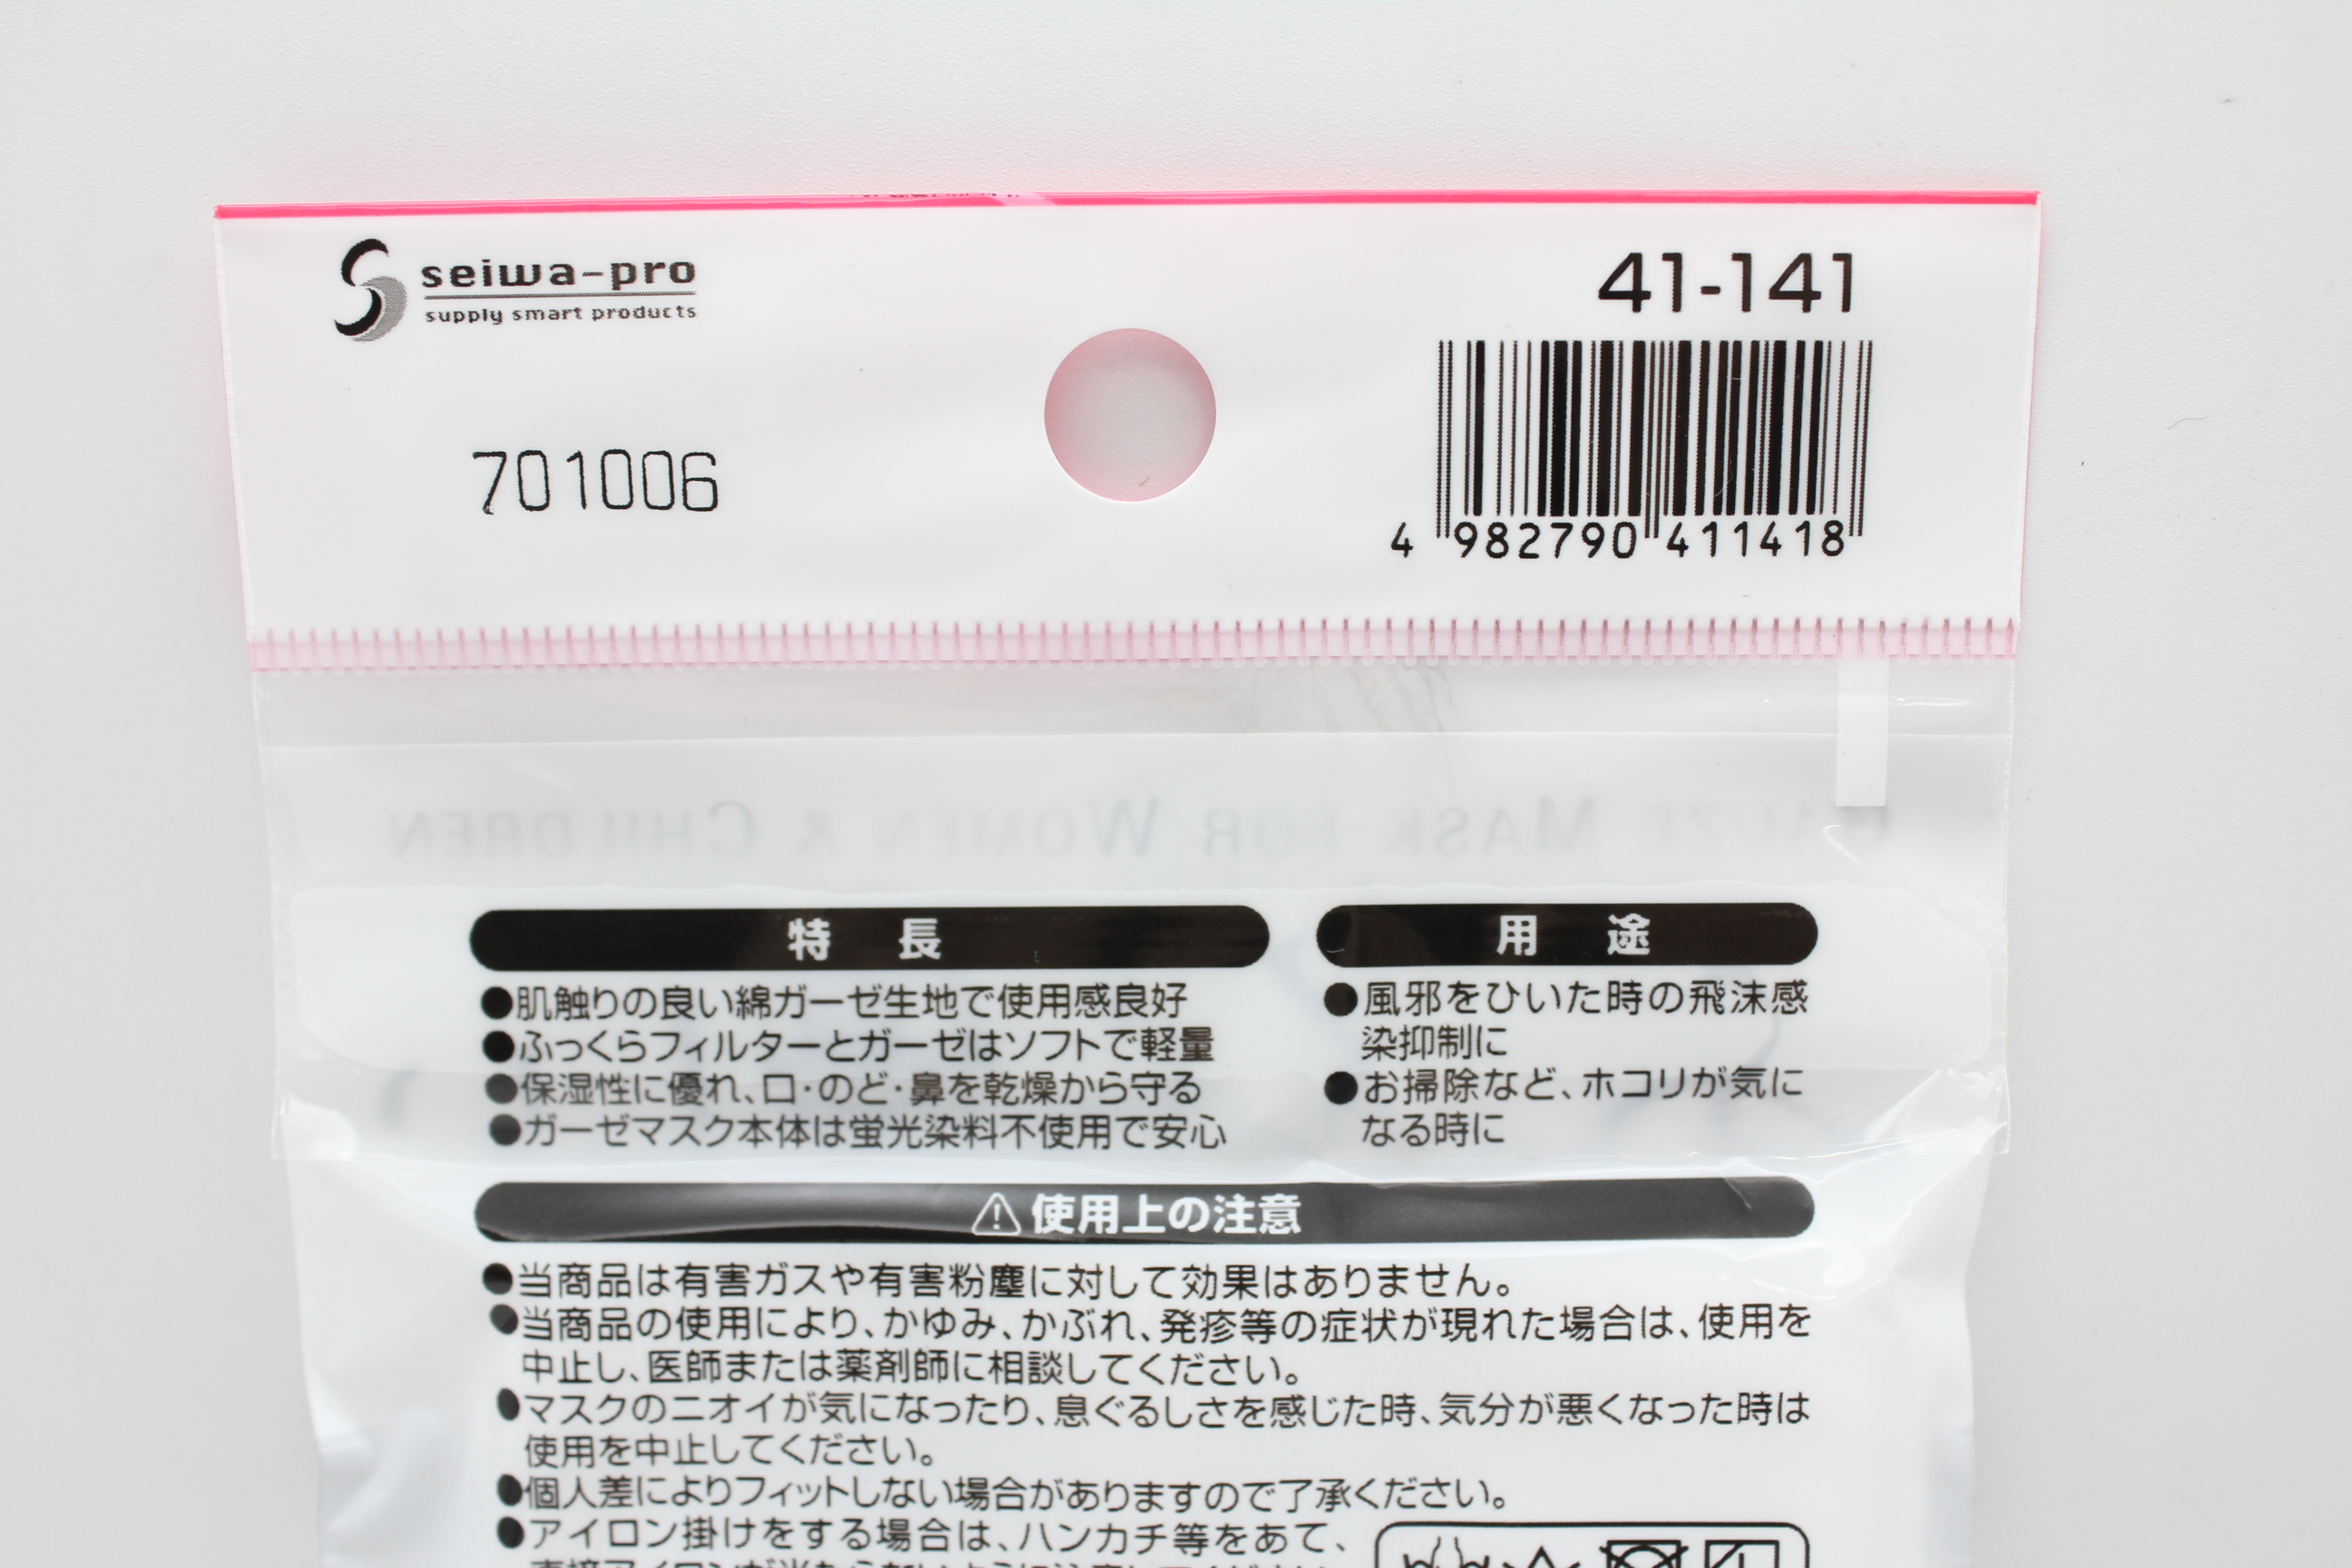 seiwa-pro
supply smart products
41-141
701006
4 982790 411418
GAUZE MASK FOR WOMEN & CHILDREN
特 長
●肌触りの良い綿ガーゼ生地で使用感良好
●ふっくらフィルターとガーゼはソフトで軽量
●保湿性に優れ、口・のど・鼻を乾燥から守る
●ガーゼマスク本体は蛍光染料不使用で安心
用 途
●風邪をひいた時の飛沫感
染抑制に
●お掃除など、ホコリが気に
なる時に
⚠使用上の注意
●当商品は有害ガスや有害粉塵に対して効果はありません。
●当商品の使用により、かゆみ、かぶれ、発疹等の症状が現れた場合は、使用を
中止し、医師または薬剤師に相談してください。
●マスクのニオイが気になったり、息ぐるしさを感じた時、気分が悪くなった時は
使用を中止してください。
●個人差によりフィットしない場合がありますので了承ください。
●アイロン掛けをする場合は、ハンカチ等をあて、